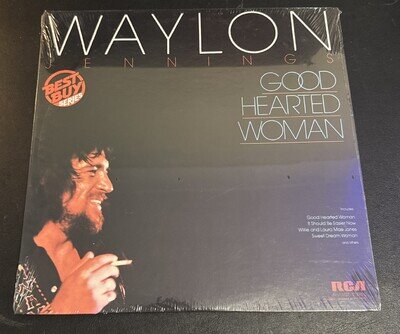 WAYLON
JENNINGS
BEST
BUY
SERIES
GOOD
HEARTED
WOMAN
Includes:
Good Hearted Woman
It Should Be Easier Now
Willie and Laura Mae Jones
Sweet Dream Woman
and others
RCA